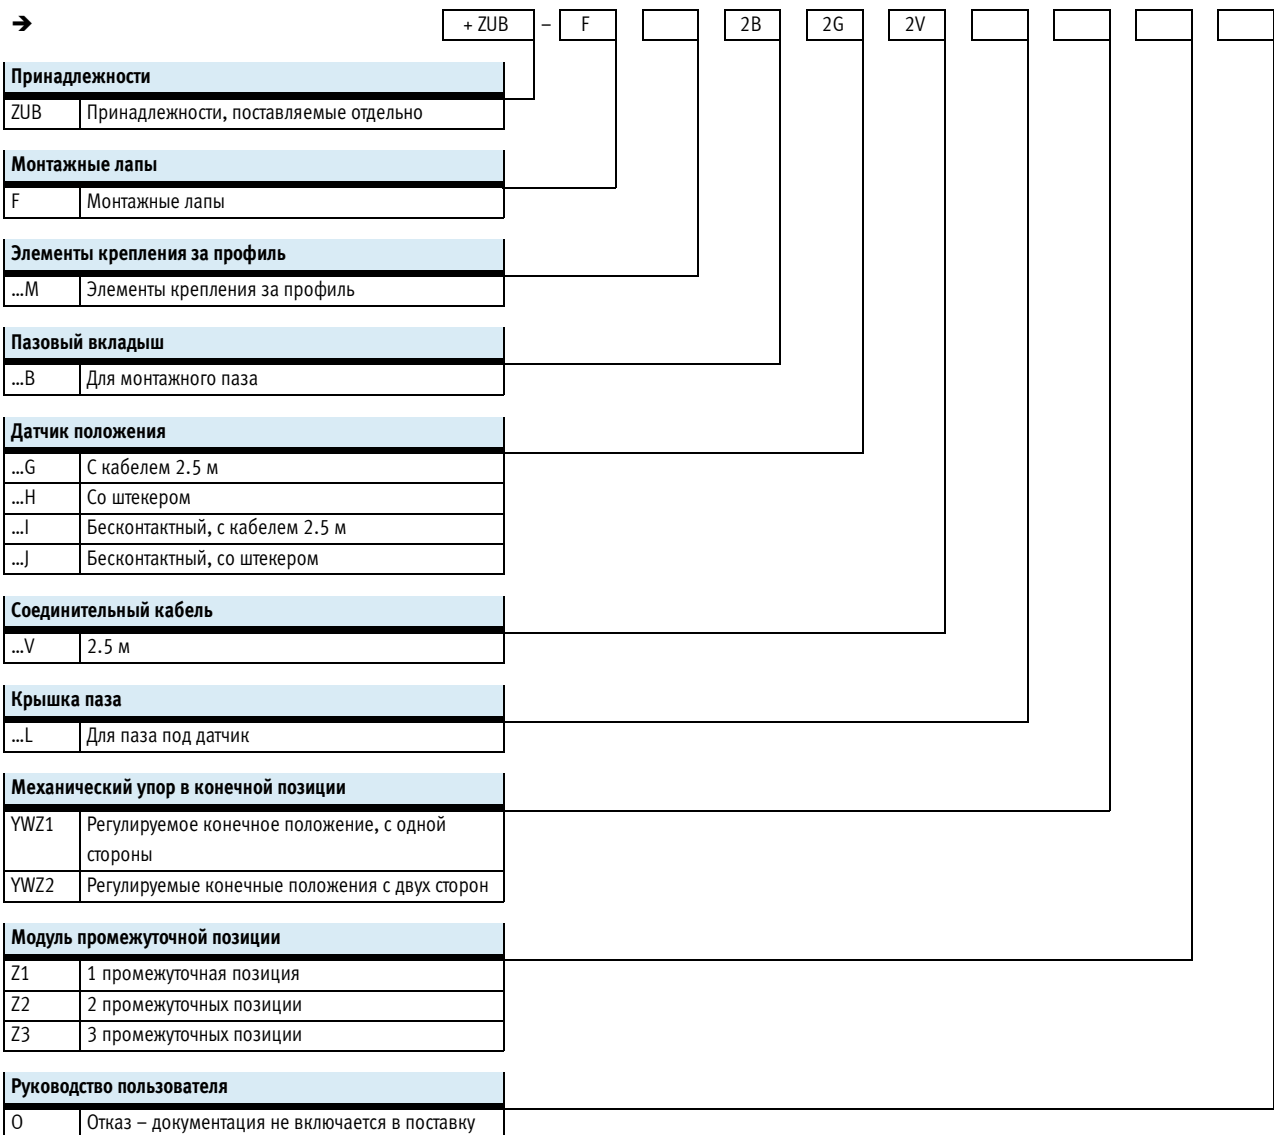 ➔ + ZUB – F 2B 2G 2V
Принадлежности
ZUB Принадлежности, поставляемые отдельно
Монтажные лапы
F Монтажные лапы
Элементы крепления за профиль
...M Элементы крепления за профиль
Пазовый вкладыш
...B Для монтажного паза
Датчик положения
...G С кабелем 2.5 м
...H Со штекером
...I Бесконтактный, с кабелем 2.5 м
...J Бесконтактный, со штекером
Соединительный кабель
...V 2.5 м
Крышка паза
...L Для паза под датчик
Механический упор в конечной позиции
YWZ1 Регулируемое конечное положение, с одной
стороны
YWZ2 Регулируемые конечные положения с двух сторон
Модуль промежуточной позиции
Z1 1 промежуточная позиция
Z2 2 промежуточных позиции
Z3 3 промежуточных позиции
Руководство пользователя
O Отказ – документация не включается в поставку